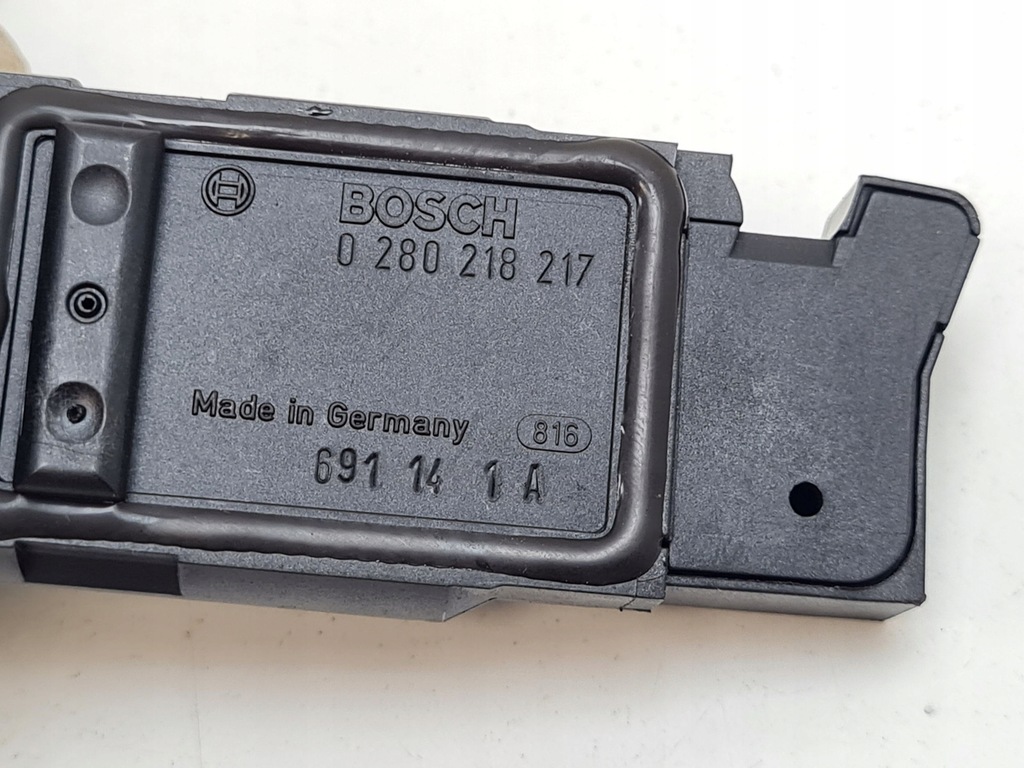 BOSCH
0 280 218 217
Made in Germany
816
691 14 1 A